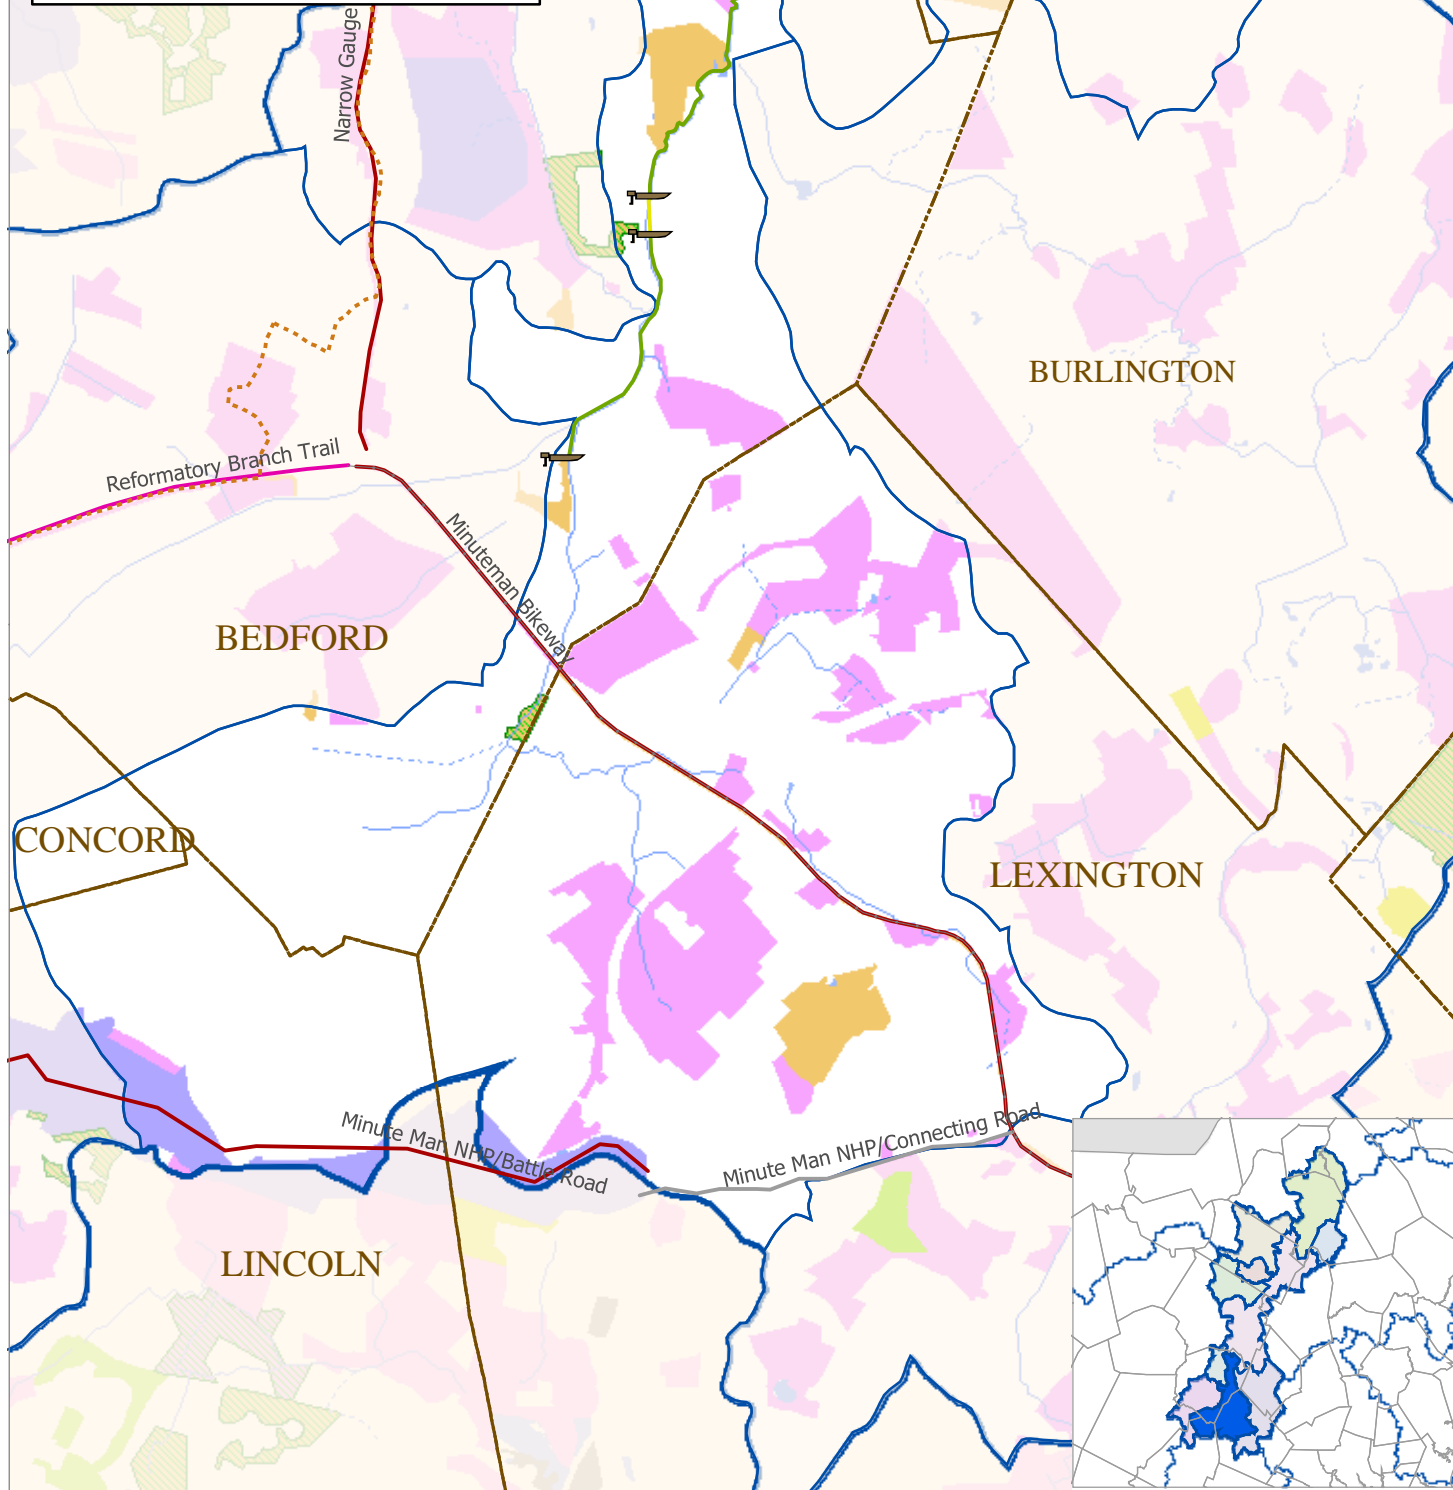 Narrow Gauge
BURLINGTON
Reformatory Branch Trail
Minuteman Bikeway
BEDFORD
CONCORD
LEXINGTON
Minute Man NHP/Battle Road
Minute Man NHP/Connecting Road
LINCOLN